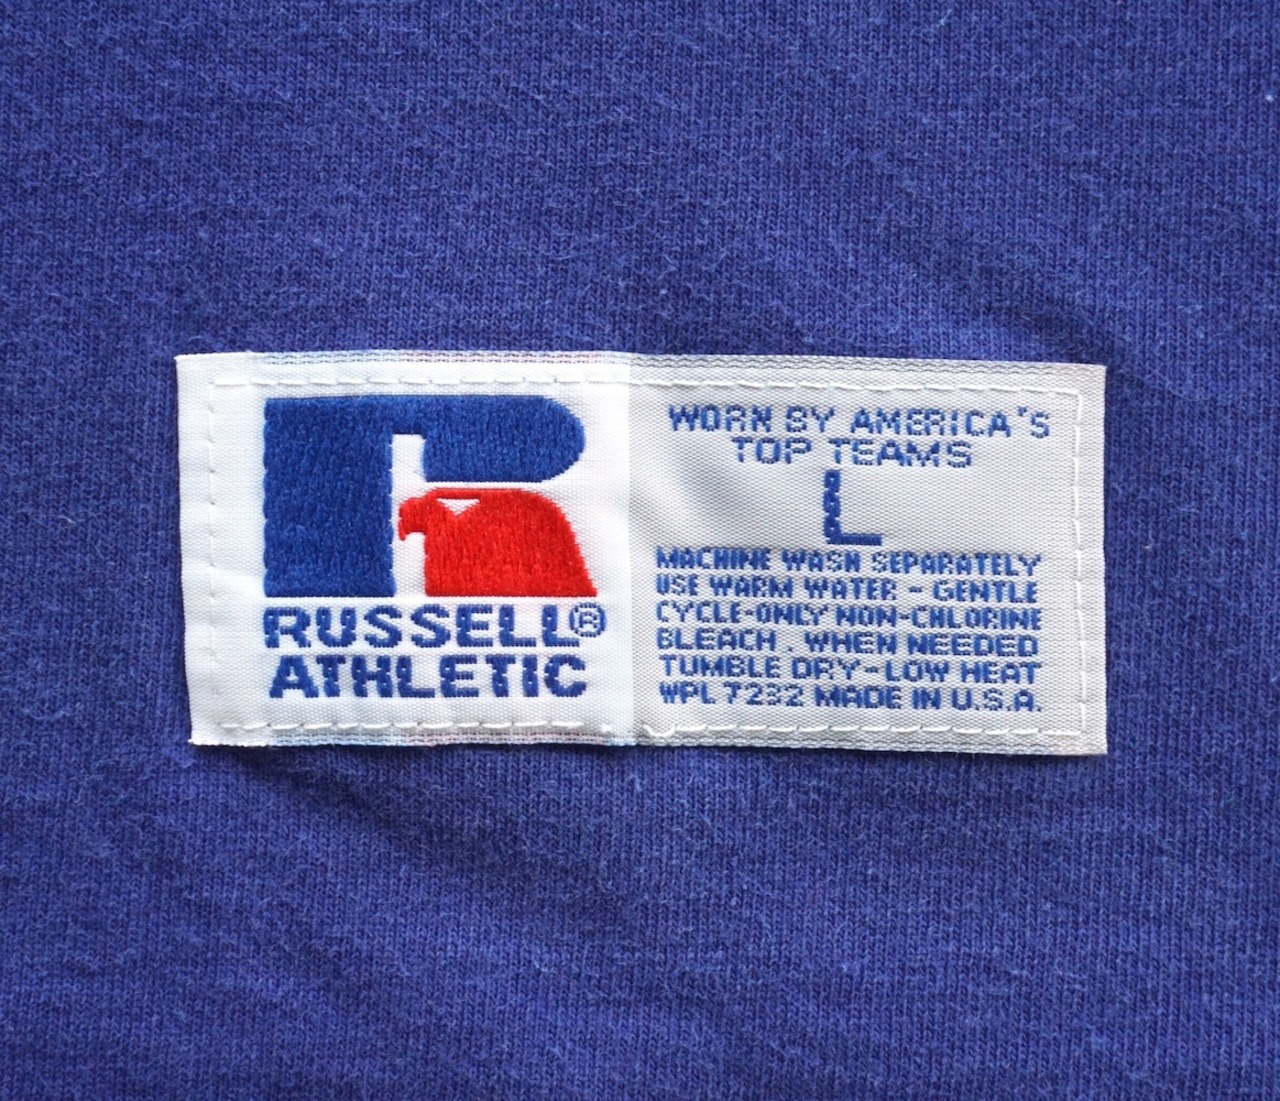 RUSSELL®
ATHLETIC
WORN BY AMERICA'S
TOP TEAMS
L
MACHINE WASH SEPARATELY
USE WARM WATER - GENTLE
CYCLE-ONLY NON-CHLORINE
BLEACH . WHEN NEEDED
TUMBLE DRY-LOW HEAT
WPL 7232 MADE IN U.S.A.